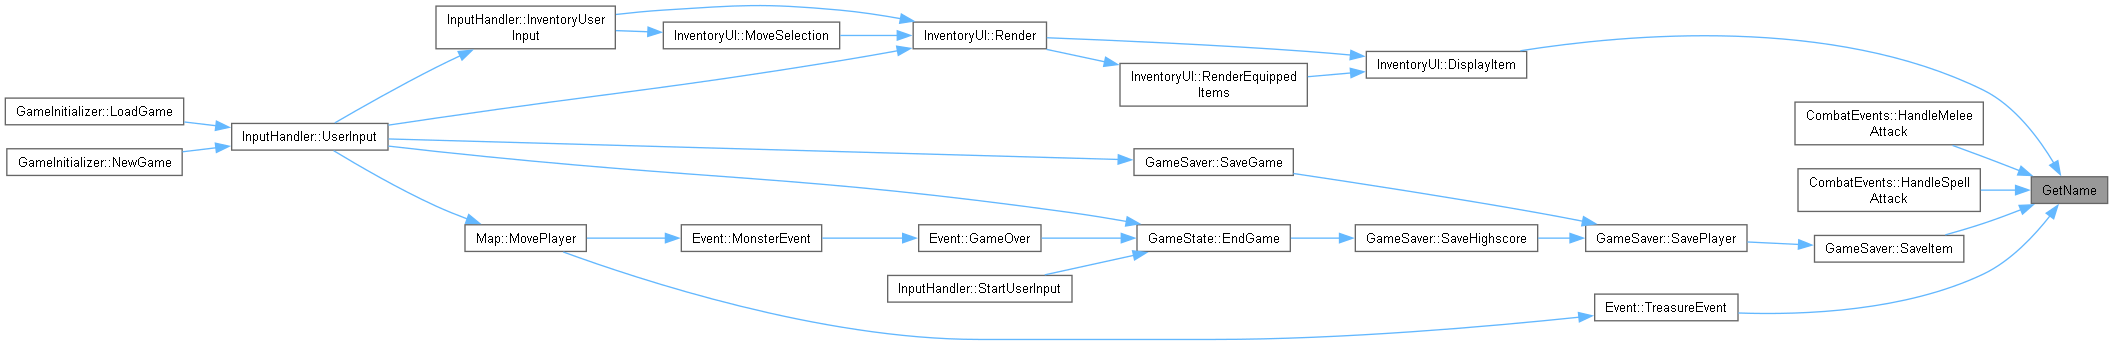 GameInitializer::LoadGame
GameInitializer::NewGame
InputHandler::UserInput
InputHandler::InventoryUser
Input
InventoryUI::MoveSelection
InventoryUI::Render
InventoryUI::RenderEquipped
Items
InventoryUI::DisplayItem
GameSaver::SaveGame
Map::MovePlayer
Event::MonsterEvent
Event::GameOver
GameState::EndGame
InputHandler::StartUserInput
GameSaver::SaveHighscore
GameSaver::SavePlayer
GameSaver::SaveItem
Event::TreasureEvent
CombatEvents::HandleMelee
Attack
CombatEvents::HandleSpell
Attack
GetName